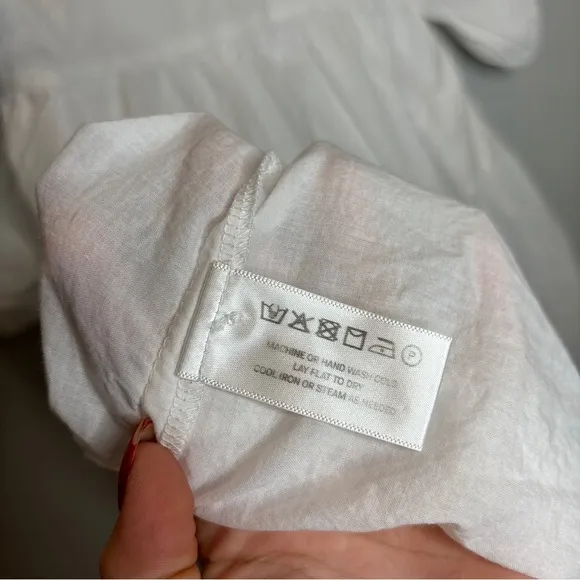 P
MACHINE OR HAND WASH COLD
LAY FLAT TO DRY
COOL IRON OR STEAM AS NEEDED